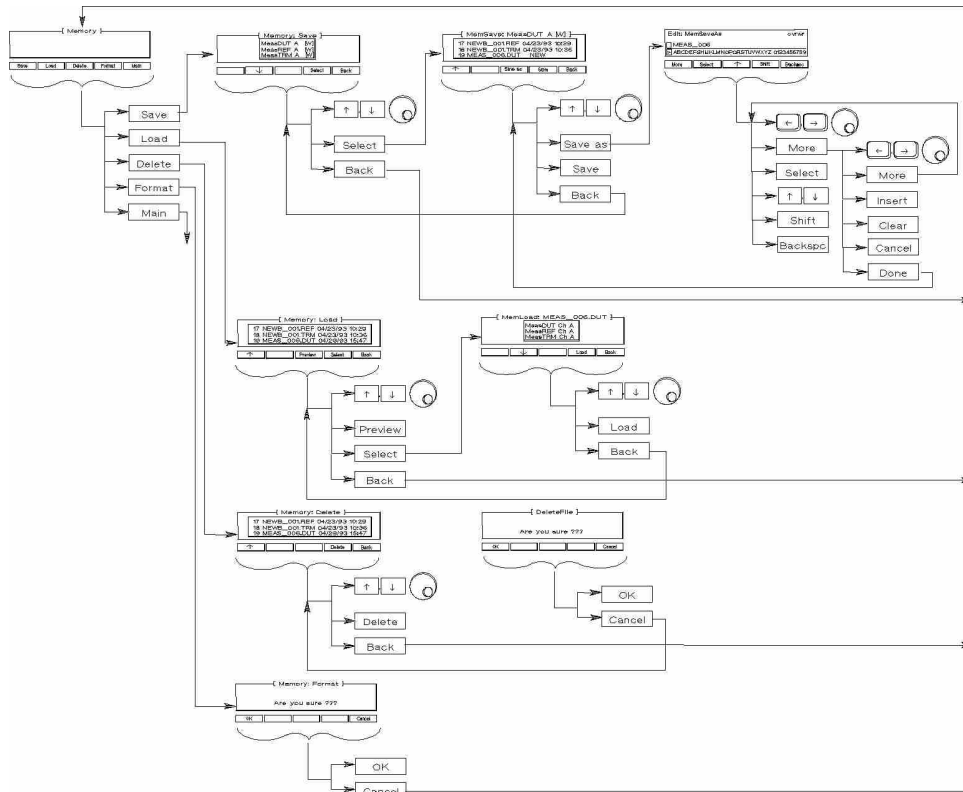 Memory
Save Load Delete Format Main
Save
Load
Delete
Format
Main
Memory: Save
MeasDUT A [W]
MeasREF A [W]
MeasTRM A [W]
↓ Select Back
↑ ↓
Select
Back
MemSave: MeasDUT A [W]
17 NEWB_001.REF 04/23/93 10:29
18 NEWB_001.TRM 04/23/93 10:36
19 MEAS_006.DUT NEW
↑ Save as Save Back
↑ ↓
Save as
Save
Back
Edit: MemSaveAs owner
MEAS_006
ABCDEFGHIJKLMNOPQRSTUVWXYZ 0123456789
More Select ↑ Shift Backspc
← →
More
Select
↑ ↓
Shift
Backspc
← →
More
Insert
Clear
Cancel
Done
Memory: Load
17 NEWB_001.REF 04/23/93 10:29
18 NEWB_001.TRM 04/23/93 10:36
19 MEAS_006.DUT 04/28/93 15:47
↑ Preview Select Back
↑ ↓
Preview
Select
Back
MemLoad: MEAS_006.DUT
MeasDUT Ch A
MeasREF Ch A
MeasTRM Ch A
↓ Load Back
↑ ↓
Load
Back
Memory: Delete
17 NEWB_001.REF 04/23/93 10:29
18 NEWB_001.TRM 04/23/93 10:36
19 MEAS_006.DUT 04/28/93 15:47
↑ Delete Back
↑ ↓
Delete
Back
DeleteFile
Are you sure ???
OK Cancel
OK
Cancel
Memory: Format
Are you sure ???
OK Cancel
OK
Cancel